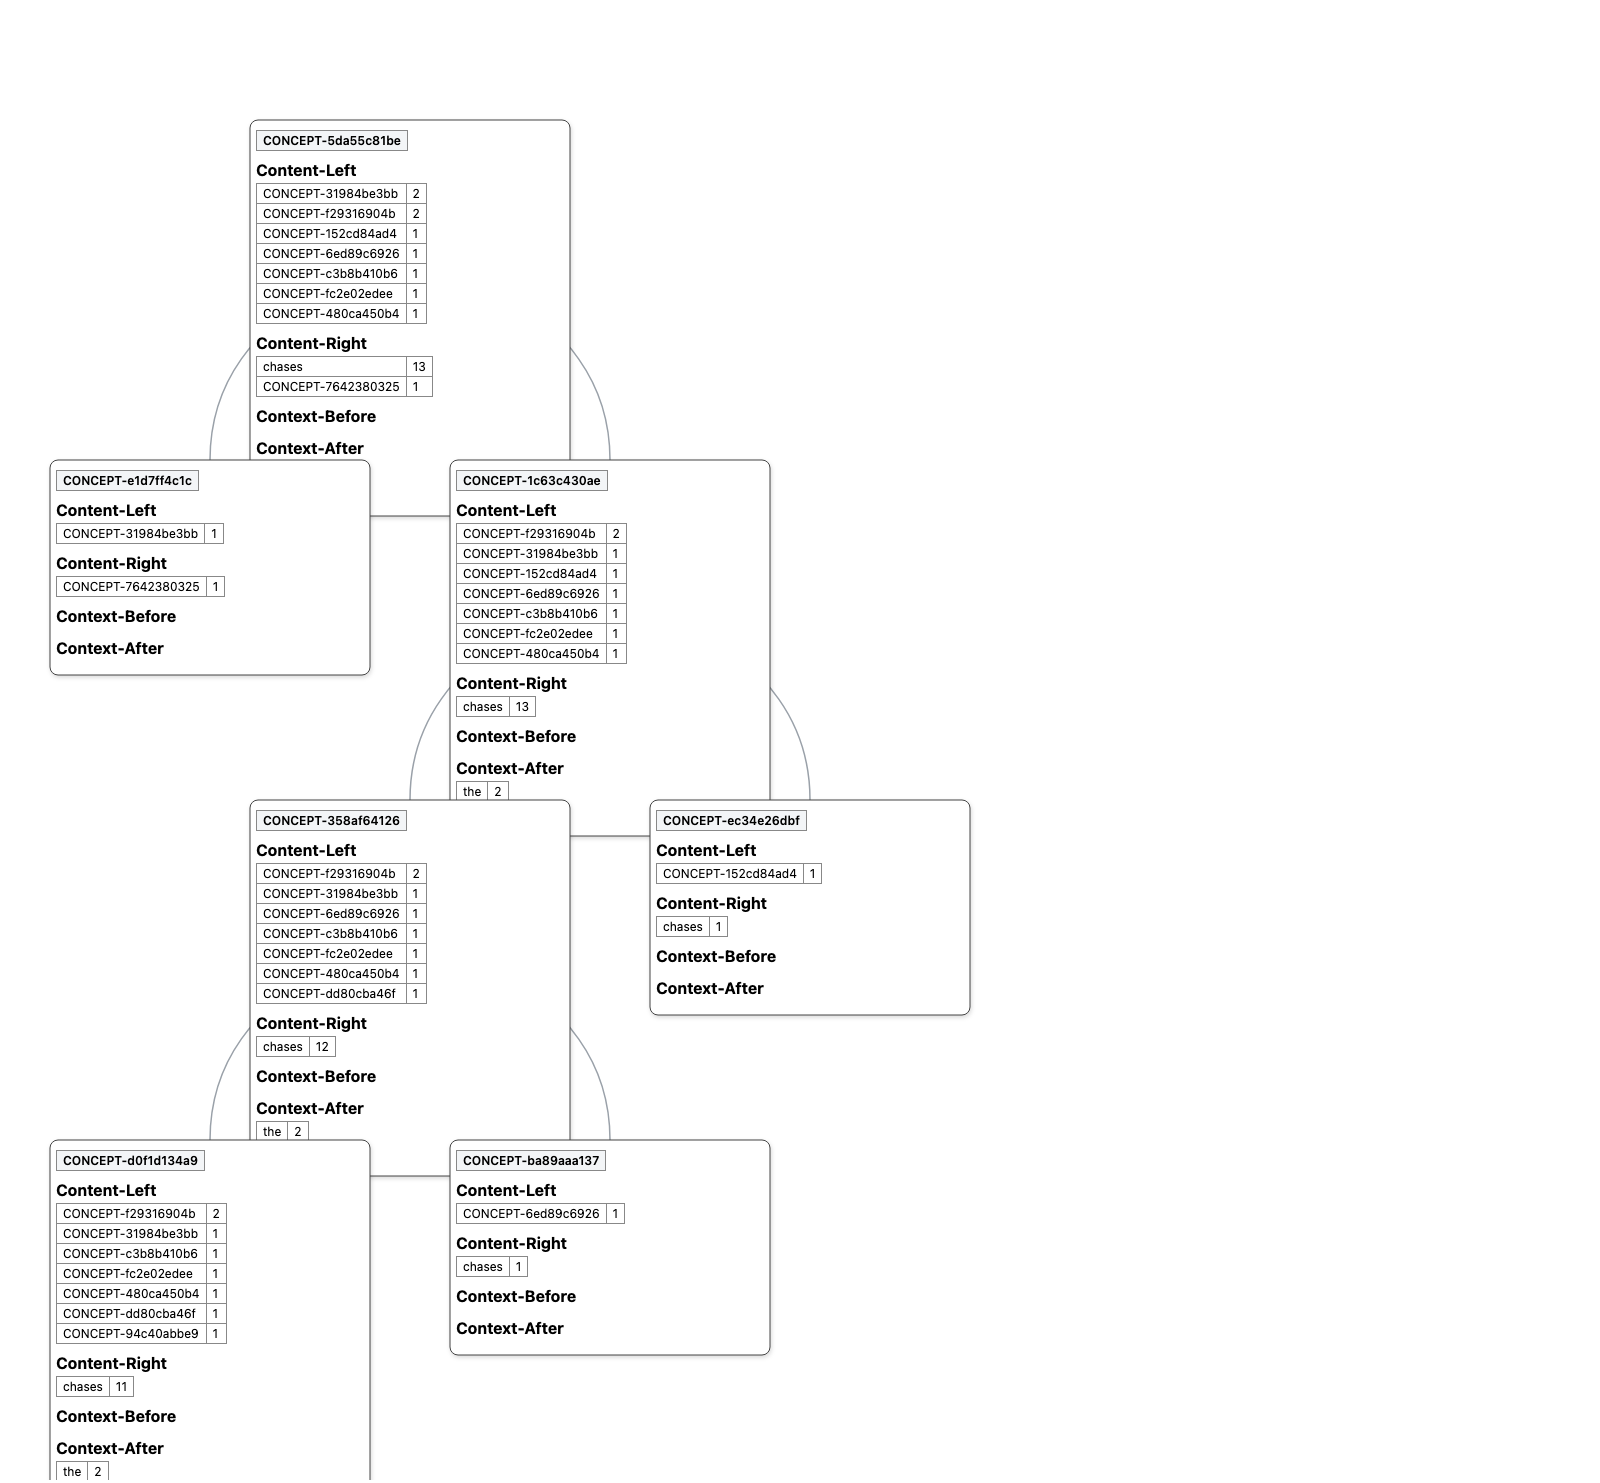 CONCEPT-5da55c81be
Content-Left
CONCEPT-31984be3bb 2
CONCEPT-f29316904b 2
CONCEPT-152cd84ad4 1
CONCEPT-6ed89c6926 1
CONCEPT-c3b8b410b6 1
CONCEPT-fc2e02edee 1
CONCEPT-480ca450b4 1
Content-Right
chases 13
CONCEPT-7642380325 1
Context-Before
Context-After
CONCEPT-e1d7ff4c1c
Content-Left
CONCEPT-31984be3bb 1
Content-Right
CONCEPT-7642380325 1
Context-Before
Context-After
CONCEPT-1c63c430ae
Content-Left
CONCEPT-f29316904b 2
CONCEPT-31984be3bb 1
CONCEPT-152cd84ad4 1
CONCEPT-6ed89c6926 1
CONCEPT-c3b8b410b6 1
CONCEPT-fc2e02edee 1
CONCEPT-480ca450b4 1
Content-Right
chases 13
Context-Before
Context-After
the 2
CONCEPT-358af64126
Content-Left
CONCEPT-f29316904b 2
CONCEPT-31984be3bb 1
CONCEPT-6ed89c6926 1
CONCEPT-c3b8b410b6 1
CONCEPT-fc2e02edee 1
CONCEPT-480ca450b4 1
CONCEPT-dd80cba46f 1
Content-Right
chases 12
Context-Before
Context-After
the 2
CONCEPT-ec34e26dbf
Content-Left
CONCEPT-152cd84ad4 1
Content-Right
chases 1
Context-Before
Context-After
CONCEPT-d0f1d134a9
Content-Left
CONCEPT-f29316904b 2
CONCEPT-31984be3bb 1
CONCEPT-c3b8b410b6 1
CONCEPT-fc2e02edee 1
CONCEPT-480ca450b4 1
CONCEPT-dd80cba46f 1
CONCEPT-94c40abbe9 1
Content-Right
chases 11
Context-Before
Context-After
the 2
CONCEPT-ba89aaa137
Content-Left
CONCEPT-6ed89c6926 1
Content-Right
chases 1
Context-Before
Context-After